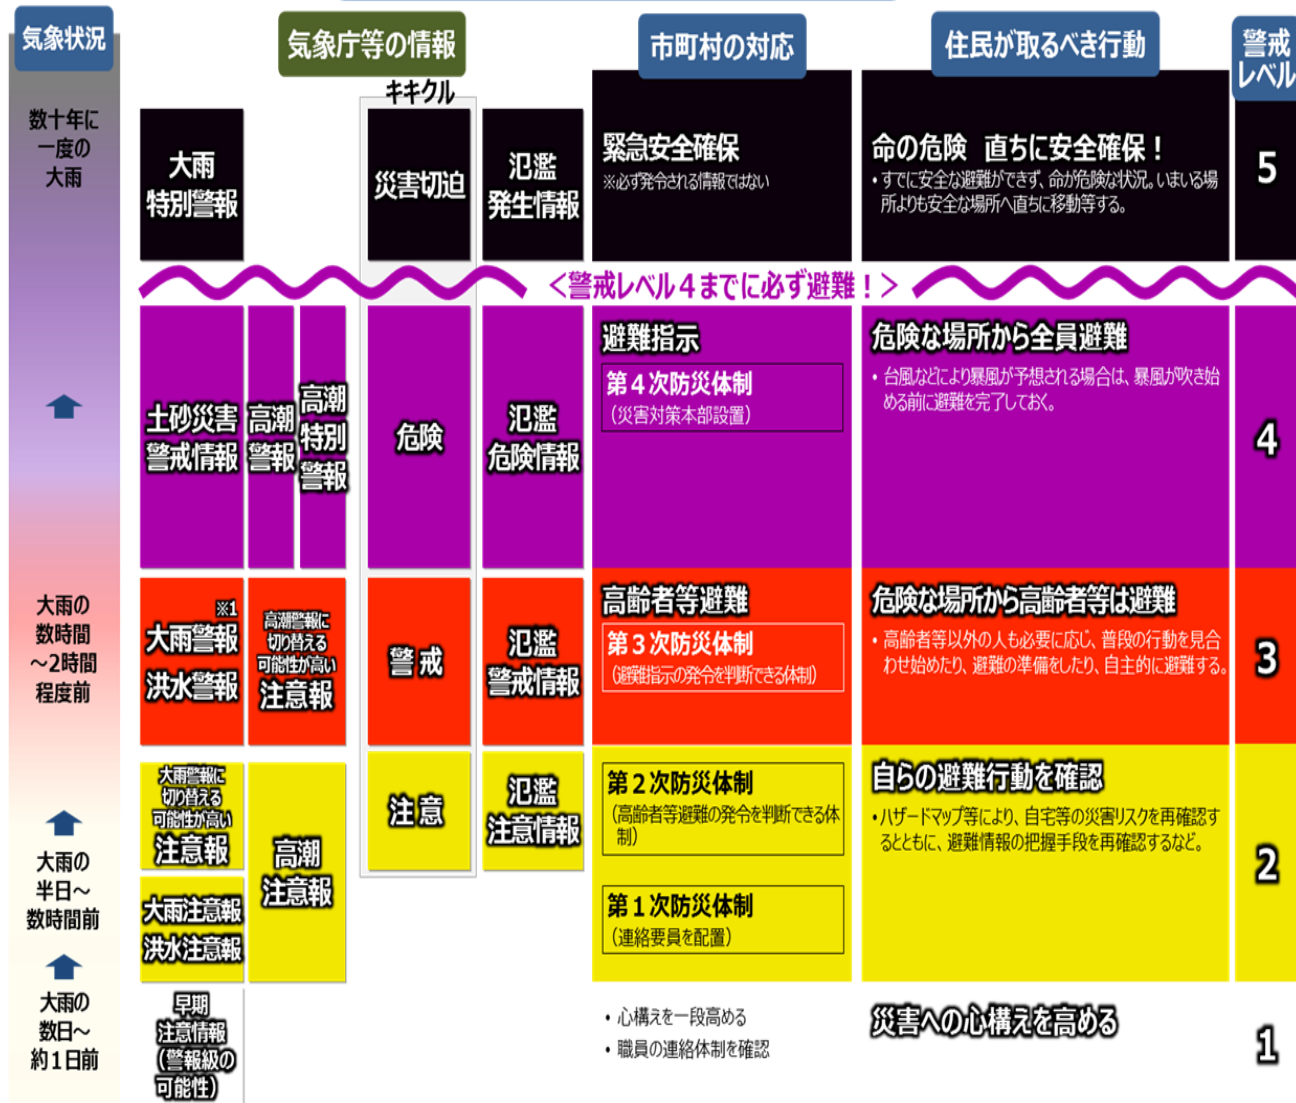 気象状況
気象庁等の情報
市町村の対応
住民が取るべき行動
警戒
レベル
キキクル
数十年に
一度の
大雨
大雨
特別警報
災害切迫
氾濫
発生情報
緊急安全確保
※必ず発令される情報ではない
命の危険 直ちに安全確保！
・すでに安全な避難ができず、命が危険な状況。いまいる場
所よりも安全な場所へ直ちに移動等する。
5
＜警戒レベル４までに必ず避難！＞
土砂災害
警戒情報
高潮
警報
高潮
特別
警報
危険
氾濫
危険情報
避難指示
第４次防災体制
（災害対策本部設置）
危険な場所から全員避難
・台風などにより暴風が予想される場合は、暴風が吹き始
める前に避難を完了しておく。
4
大雨の
数時間
～2時間
程度前
※1
大雨警報
洪水警報
高潮警報に
切り替える
可能性が高い
注意報
警戒
氾濫
警戒情報
高齢者等避難
第３次防災体制
（避難指示の発令を判断できる体制）
危険な場所から高齢者等は避難
・高齢者等以外の人も必要に応じ、普段の行動を見合
わせ始めたり、避難の準備をしたり、自主的に避難する。
3
大雨の
半日～
数時間前
大雨警報に
切り替える
可能性が高い
注意報
大雨注意報
洪水注意報
高潮
注意報
注意
氾濫
注意情報
第２次防災体制
（高齢者等避難の発令を判断できる体
制）
第１次防災体制
（連絡要員を配置）
自らの避難行動を確認
・ハザードマップ等により、自宅等の災害リスクを再確認す
るとともに、避難情報の把握手段を再確認するなど。
2
大雨の
数日～
約１日前
早期
注意情報
（警報級の
可能性）
・心構えを一段高める
・職員の連絡体制を確認
災害への心構えを高める
1